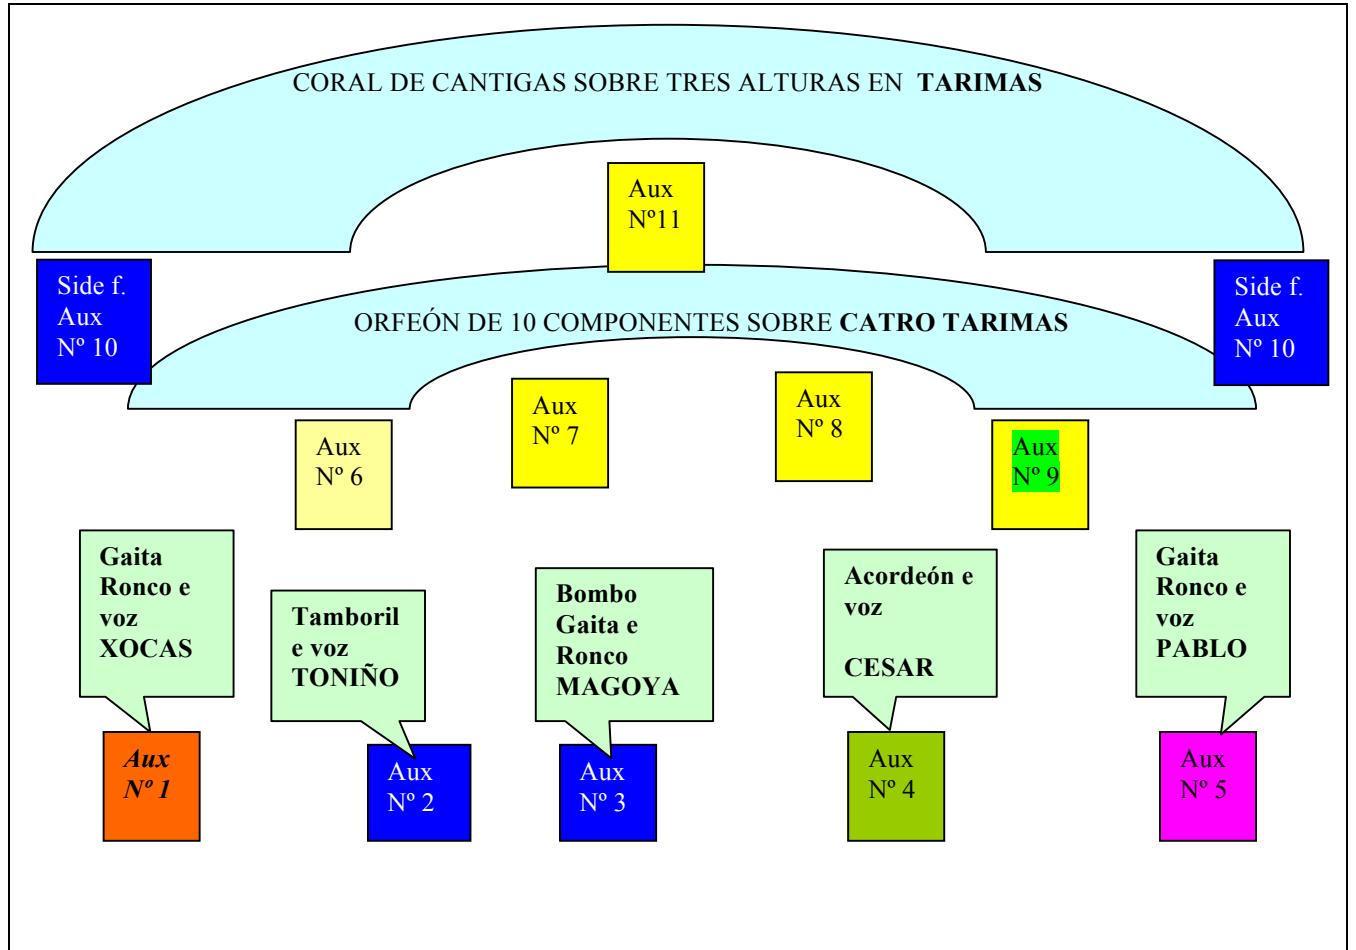 CORAL DE CANTIGAS SOBRE TRES ALTURAS EN TARIMAS
Aux
Nº11
Side f.
Aux
Nº 10
Side f.
Aux
Nº 10
ORFEÓN DE 10 COMPONENTES SOBRE CATRO TARIMAS
Aux
Nº 6
Aux
Nº 7
Aux
Nº 8
Aux
Nº 9
Gaita
Ronco e
voz
XOCAS
Tamboril
e voz
TONIÑO
Bombo
Gaita e
Ronco
MAGOYA
Acordeón e
voz
CESAR
Gaita
Ronco e
voz
PABLO
Aux
Nº 1
Aux
Nº 2
Aux
Nº 3
Aux
Nº 4
Aux
Nº 5